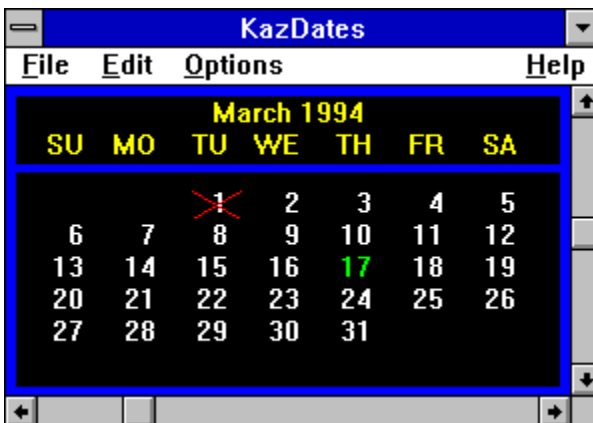 KazDates
File Edit Options Help
March 1994
SU MO TU WE TH FR SA
1 2 3 4 5
6 7 8 9 10 11 12
13 14 15 16 17 18 19
20 21 22 23 24 25 26
27 28 29 30 31